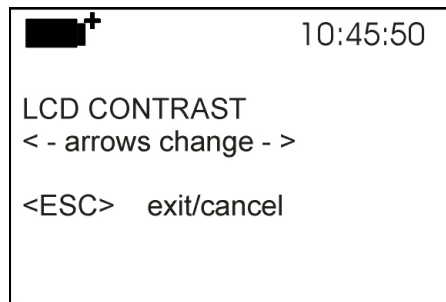 10:45:50
LCD CONTRAST
< - arrows change - >
<ESC> exit/cancel